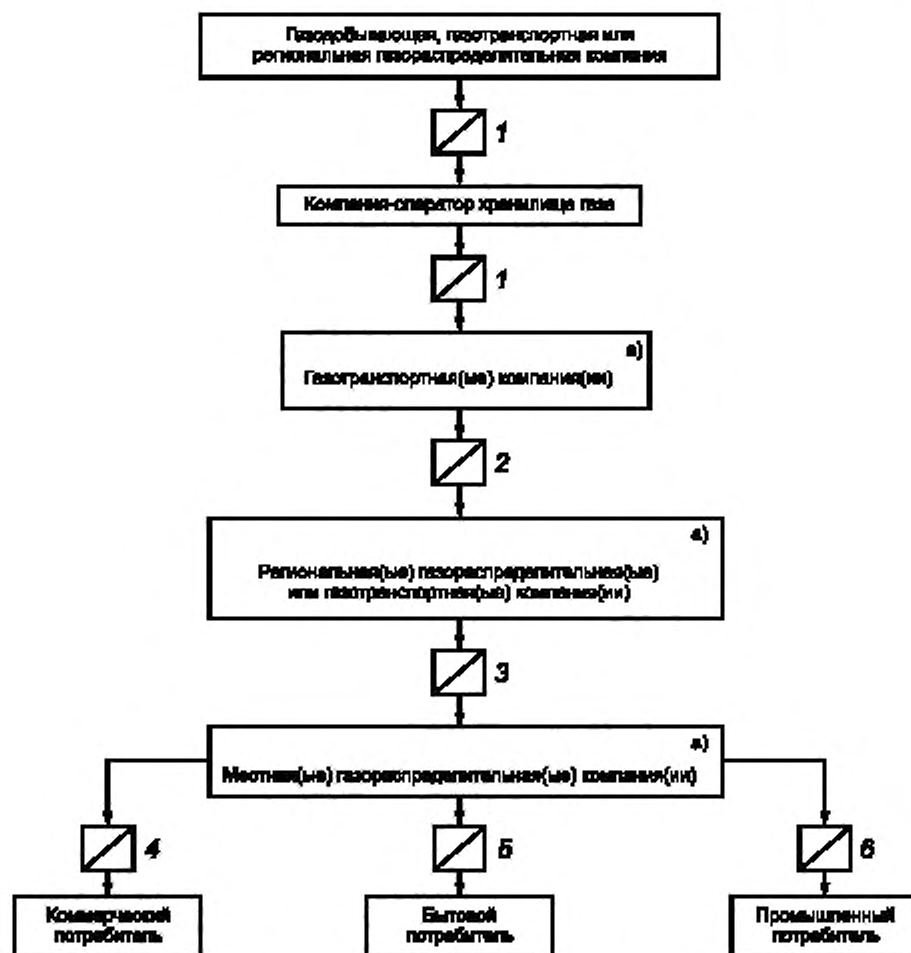 Газодобывающая, газотранспортная или
региональная газораспределительная компания
1
Компания-оператор хранилища газа
1
а)
Газотранспортная(ые) компания(ии)
2
а)
Региональная(ые) газораспределительная(ые)
или газотранспортная(ые) компания(ии)
3
а)
Местная(ые) газораспределительная(ые) компания(ии)
4
5
6
Коммерческий
потребитель
Бытовой
потребитель
Промышленный
потребитель